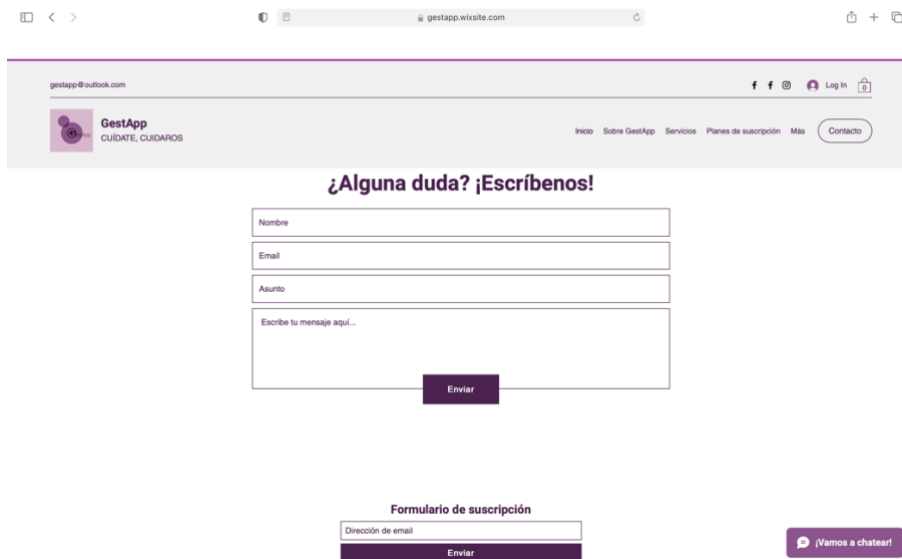 gestapp.wixsite.com
gestapp@outlook.com
Log In
0
GestApp
CUÍDATE, CUIDAROS
Inicio Sobre GestApp Servicios Planes de suscripción Más Contacto
¿Alguna duda? ¡Escríbenos!
Nombre
Email
Asunto
Escribe tu mensaje aquí...
Enviar
Formulario de suscripción
Dirección de email
Enviar
¡Vamos a chatear!